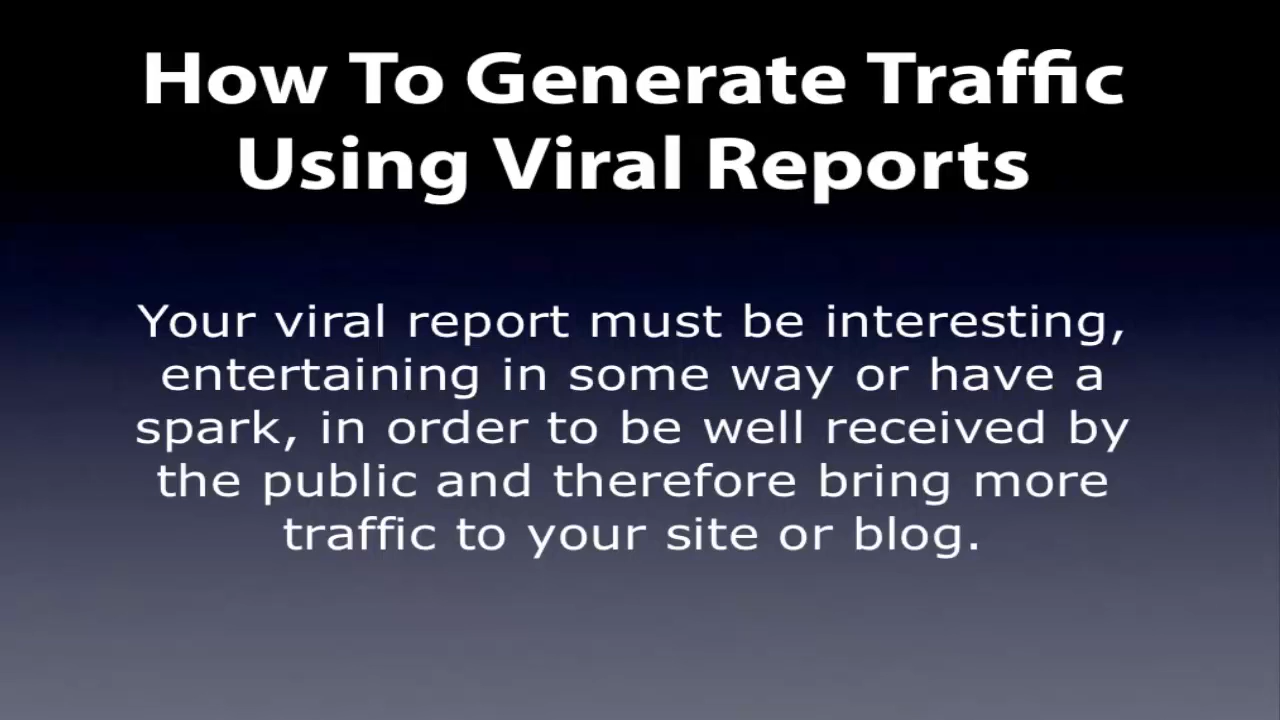 How To Generate Traffic
Using Viral Reports
Your viral report must be interesting,
entertaining in some way or have a
spark, in order to be well received by
the public and therefore bring more
traffic to your site or blog.